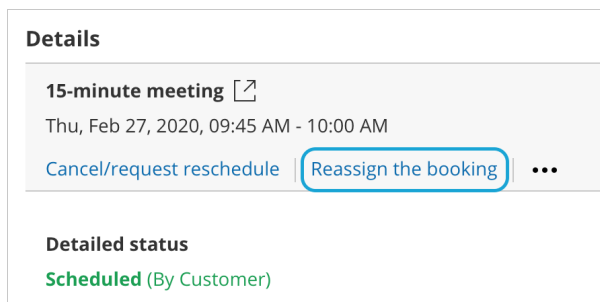 Details
15-minute meeting
Thu, Feb 27, 2020, 09:45 AM - 10:00 AM
Cancel/request reschedule Reassign the booking •••
Detailed status
Scheduled (By Customer)